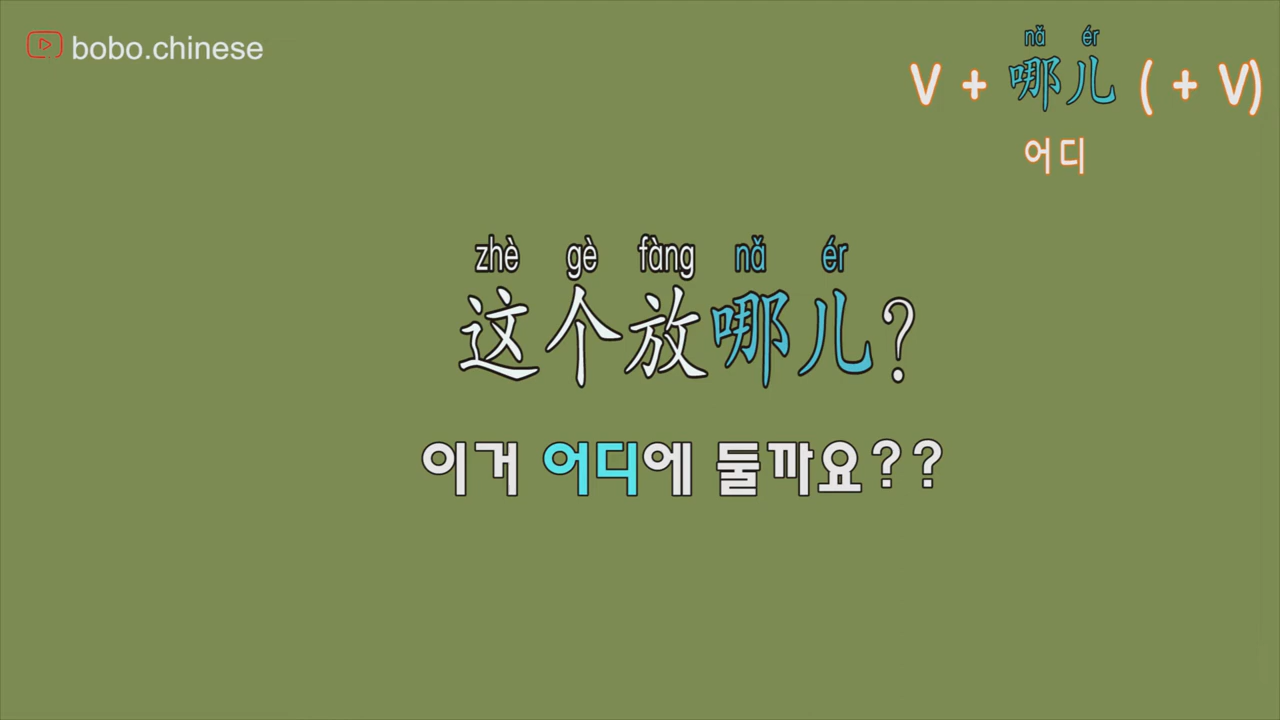 bobo.chinese
nǎ ér
V + 哪儿 ( + V)
어디
zhè gè fàng nǎ ér
这个放哪儿?
이거 어디에 둘까요??